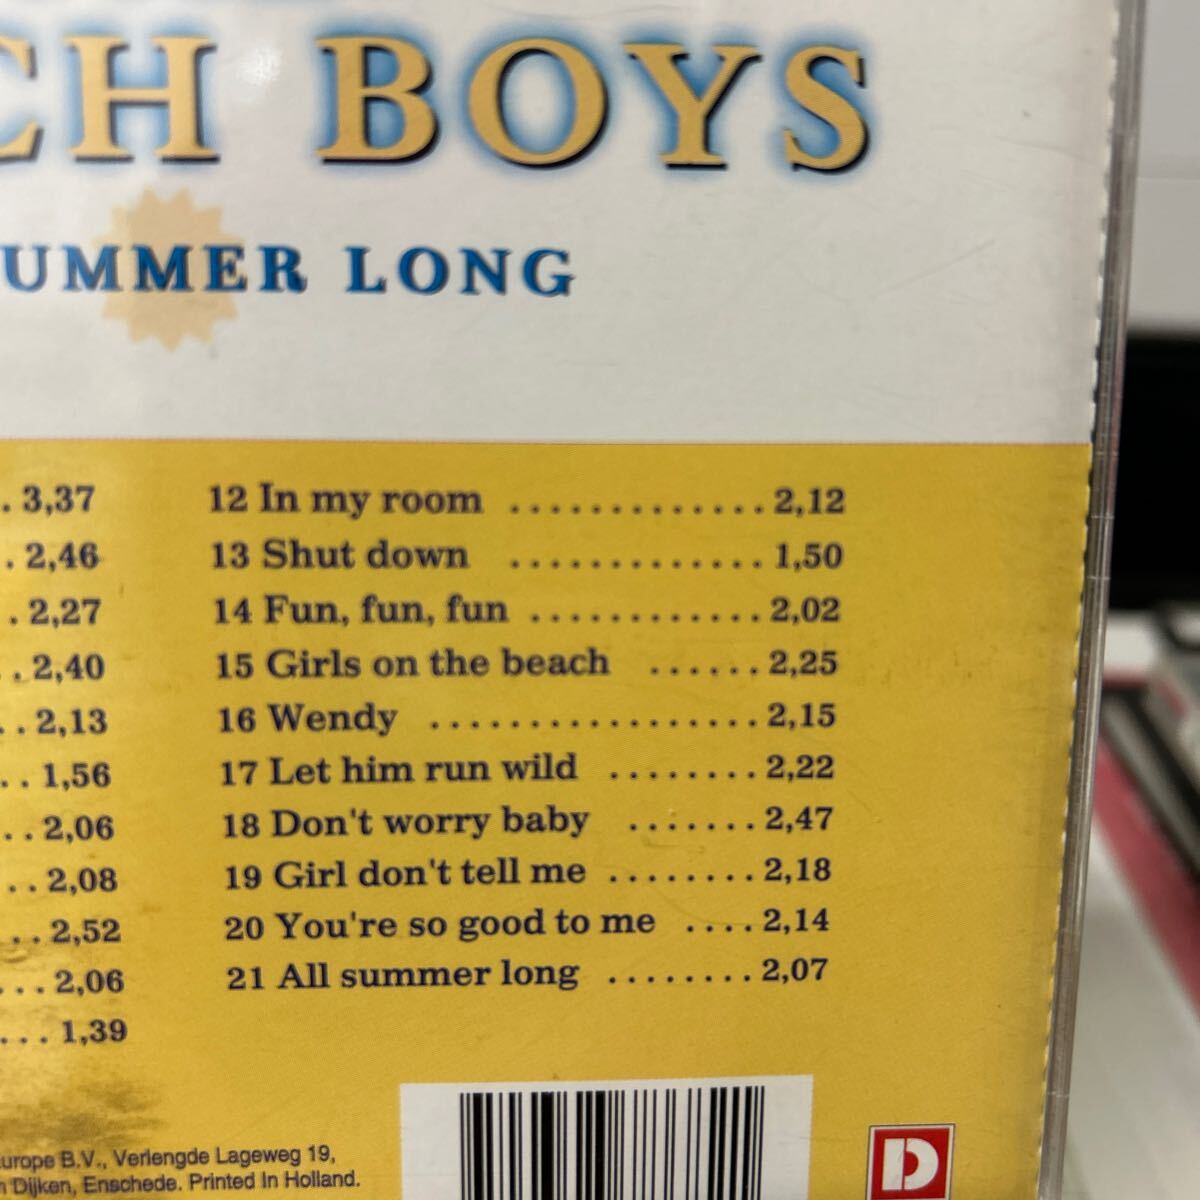 CH BOYS
UMMER LONG
. 3,37
. 2,46
. 2,27
. . 2,40
. . 2,13
. . 1,56
. . 2,06
. . 2,08
. . 2,52
. . . 2,06
. . . 1,39
12 In my room ............. 2,12
13 Shut down ............. 1,50
14 Fun, fun, fun ............ 2,02
15 Girls on the beach ...... 2,25
16 Wendy ................. 2,15
17 Let him run wild ........ 2,22
18 Don't worry baby ....... 2,47
19 Girl don't tell me ........ 2,18
20 You're so good to me .... 2,14
21 All summer long ........ 2,07
urope B.V., Verlengde Lageweg 19,
Dijken, Enschede. Printed In Holland.
D